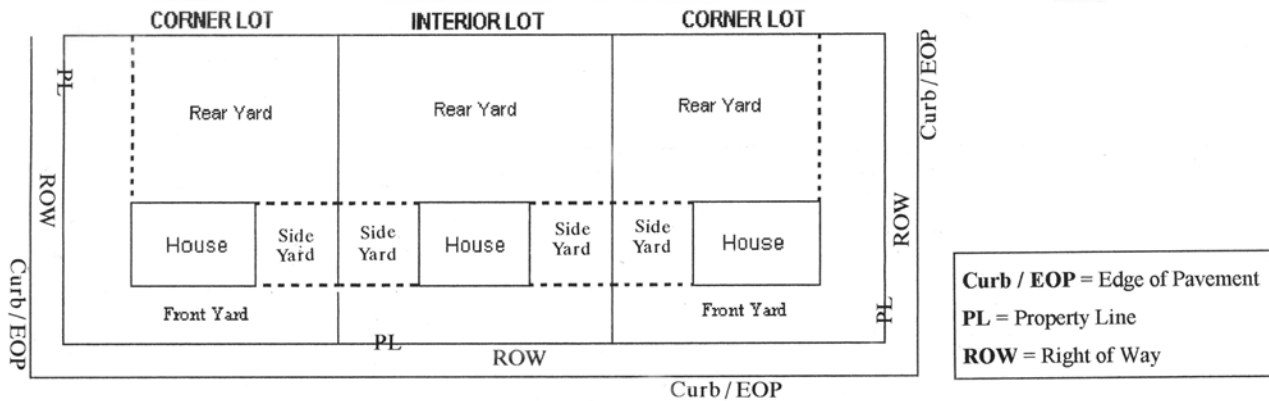 CORNER LOT
INTERIOR LOT
CORNER LOT
PL
Curb / EOP
Rear Yard
Rear Yard
Rear Yard
ROW
ROW
House
Side
Yard
Side
Yard
House
Side
Yard
Side
Yard
House
Curb / EOP
Front Yard
Front Yard
PL
PL
ROW
Curb / EOP
Curb / EOP = Edge of Pavement
PL = Property Line
ROW = Right of Way